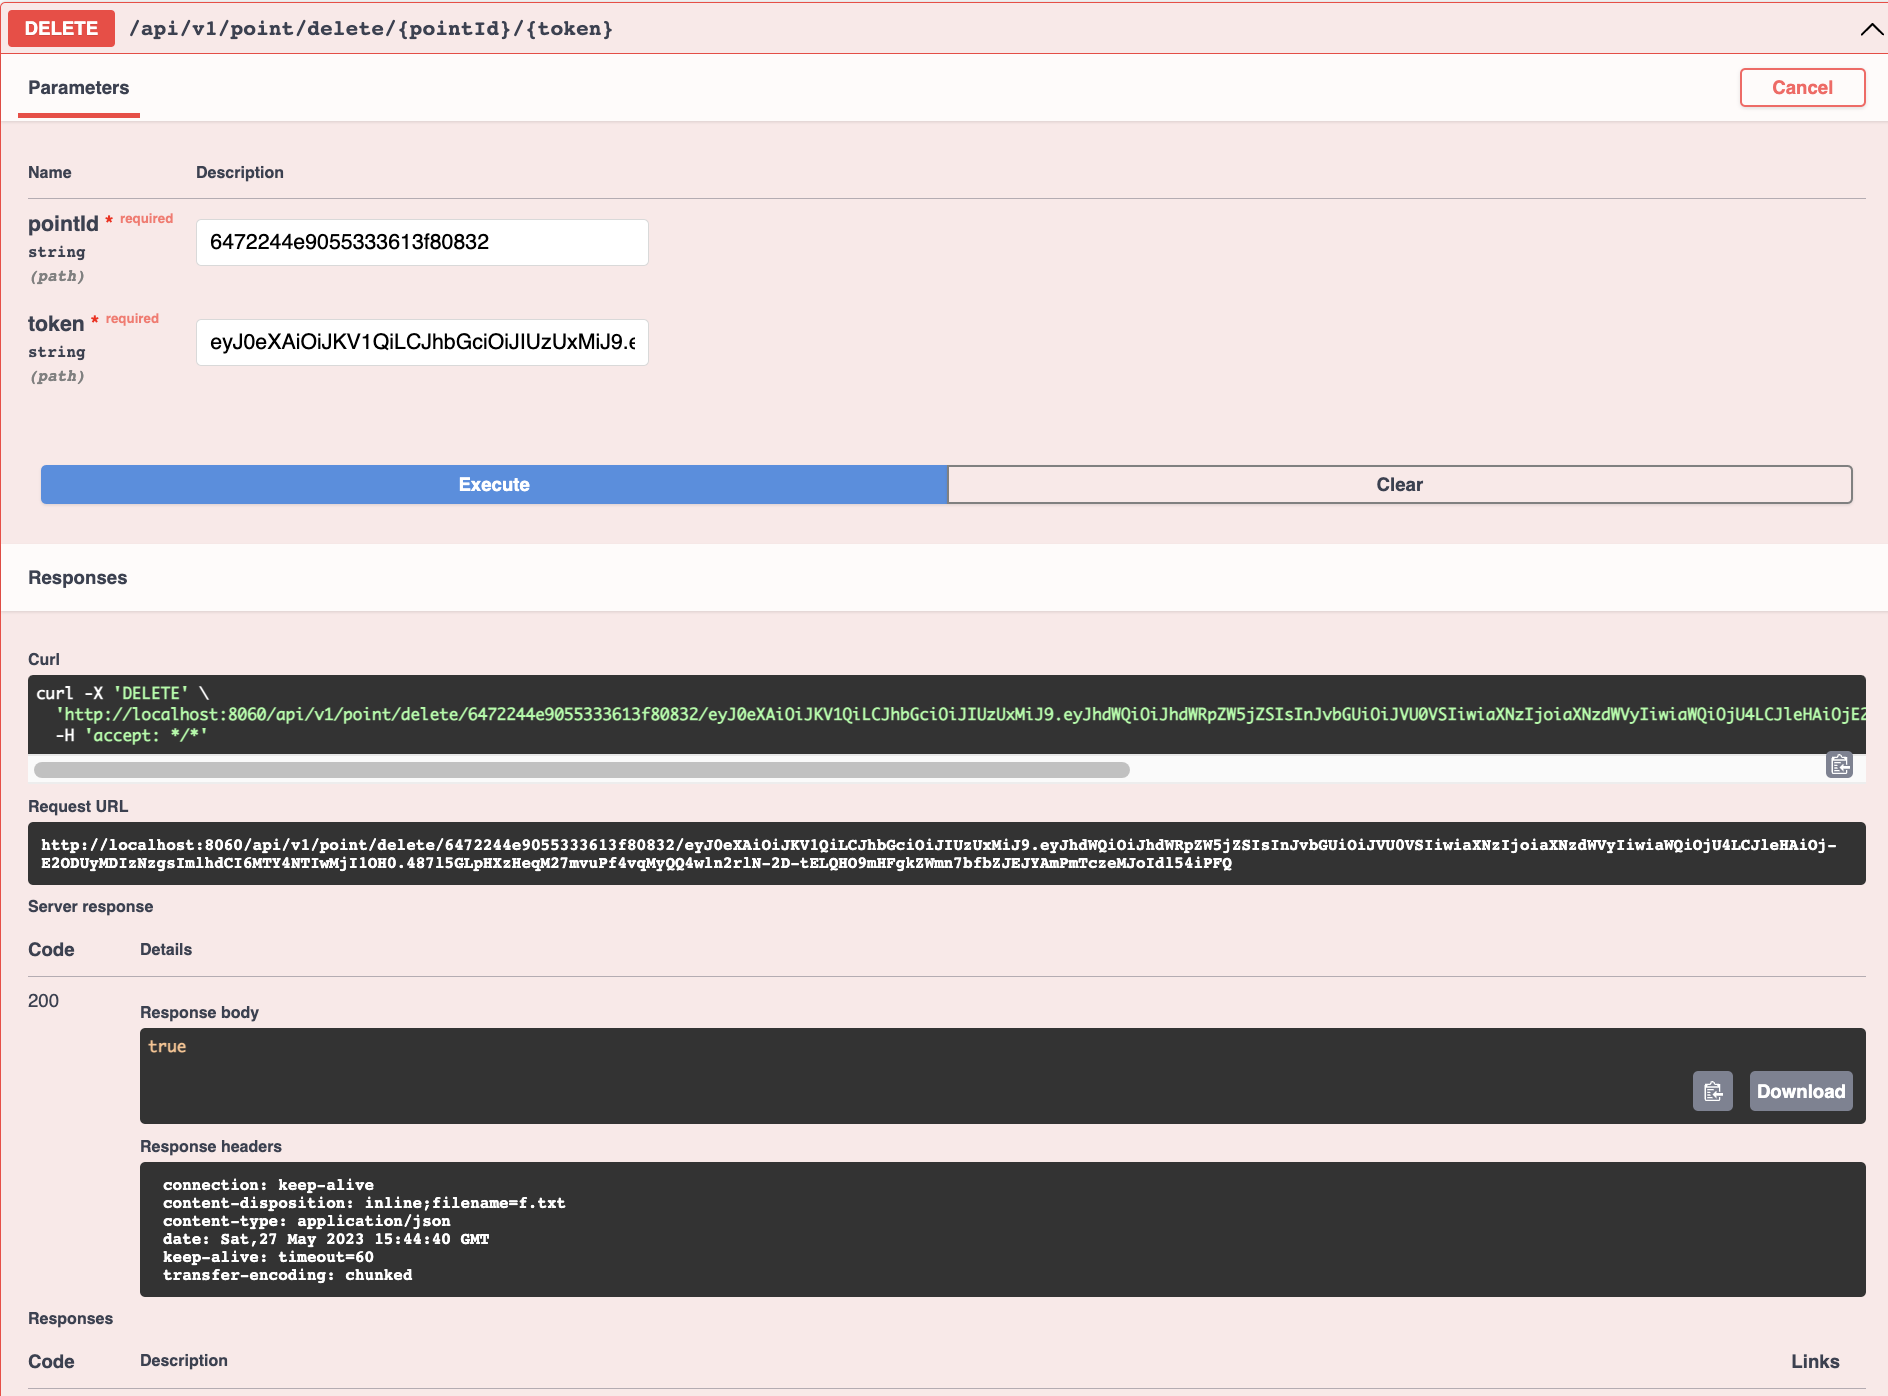 DELETE /api/v1/point/delete/{pointId}/{token}
Parameters
Cancel
Name Description
pointId * required
string
(path)
6472244e9055333613f80832
token * required
string
(path)
eyJ0eXAiOiJKV1QiLCJhbGciOiJIUzUxMiJ9.e
Execute
Clear
Responses
Curl
curl -X 'DELETE' \
'http://localhost:8060/api/v1/point/delete/6472244e9055333613f80832/eyJ0eXAiOiJKV1QiLCJhbGciOiJIUzUxMiJ9.eyJhdWQiOiJhdWRpZW5jZSIsInJvbGUiOiJVU0VSIiwiaXNzIjoiaXNzdWVyIiwiaWQiOjU4LCJleHAiOjE2
-H 'accept: */*'
Request URL
http://localhost:8060/api/v1/point/delete/6472244e9055333613f80832/eyJ0eXAiOiJKV1QiLCJhbGciOiJIUzUxMiJ9.eyJhdWQiOiJhdWRpZW5jZSIsInJvbGUiOiJVU0VSIiwiaXNzIjoiaXNzdWVyIiwiaWQiOjU4LCJleHAiOj-
E2ODUyMDIzNzgsImlhdCI6MTY4NTIwMjI1OH0.487l5GLpHXzHeqM27mvuPf4vqMyQQ4wln2rlN-2D-tELQHO9mHFgkZWmn7bfbZJEJYAmPmTczeMJoIdl54iPFQ
Server response
Code Details
200
Response body
true
Download
Response headers
connection: keep-alive
content-disposition: inline;filename=f.txt
content-type: application/json
date: Sat,27 May 2023 15:44:40 GMT
keep-alive: timeout=60
transfer-encoding: chunked
Responses
Code Description Links